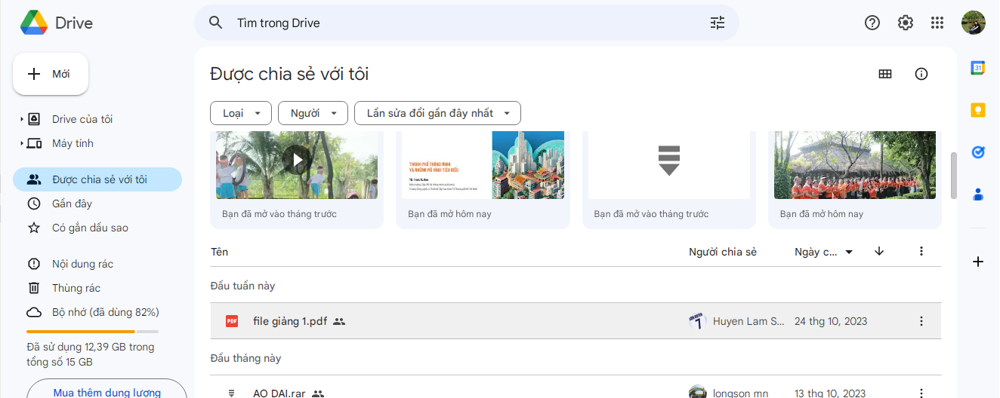 Drive
Tìm trong Drive
Mới
Drive của tôi
Máy tính
Được chia sẻ với tôi
Gần đây
Có gắn dấu sao
Nội dung rác
Thùng rác
Bộ nhớ (đã dùng 82%)
Đã sử dụng 12,39 GB trong
tổng số 15 GB
Mua thêm dung lượng
Được chia sẻ với tôi
Loại
Người
Lần sửa đổi gần đây nhất
THÀNH PHỐ THÔNG MINH
VÀ NHỮNG MÔ HÌNH TIÊU BIỂU
Bạn đã mở vào tháng trước
Bạn đã mở hôm nay
Bạn đã mở vào tháng trước
Bạn đã mở hôm nay
Tên
Người chia sẻ
Ngày c...
Đầu tuần này
PDF
file giảng 1.pdf
7
Huyen Lam S...
24 thg 10, 2023
Đầu tháng này
AO DAI.rar
longson mn
13 thg 10, 2023
31